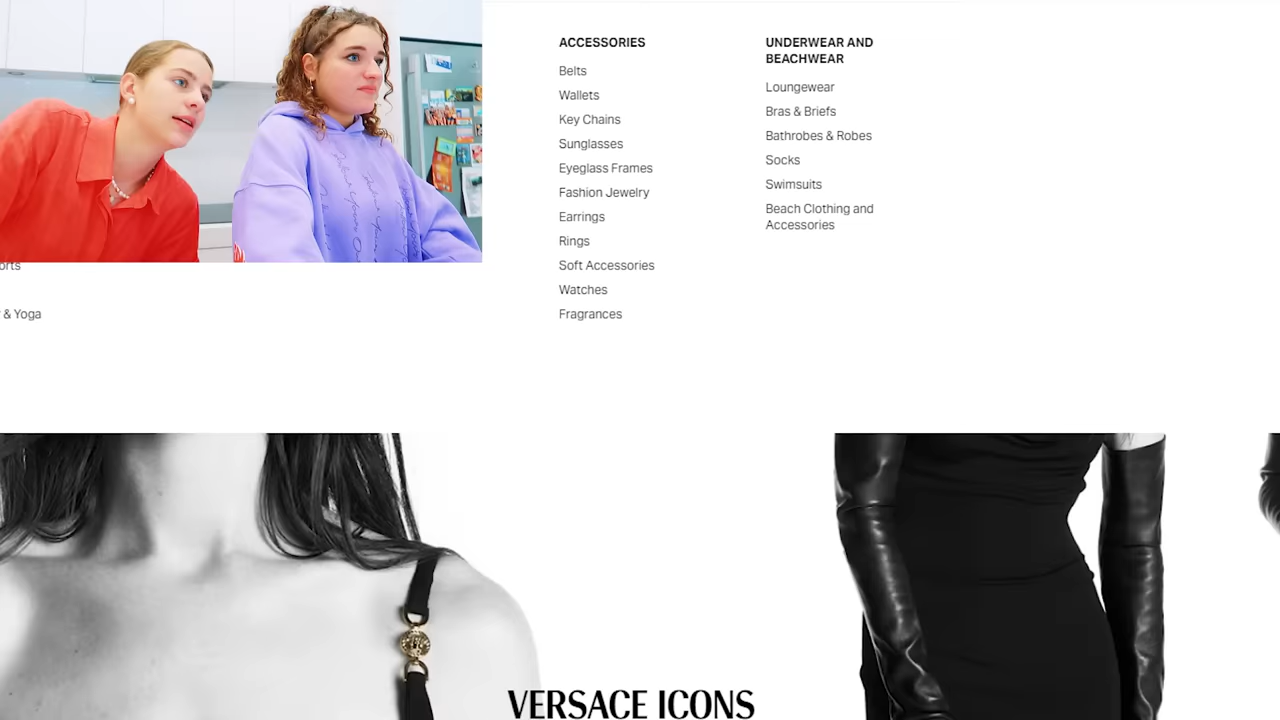 ACCESSORIES
Belts
Wallets
Key Chains
Sunglasses
Eyeglass Frames
Fashion Jewelry
Earrings
Rings
Soft Accessories
Watches
Fragrances
UNDERWEAR AND
BEACHWEAR
Loungewear
Bras & Briefs
Bathrobes & Robes
Socks
Swimsuits
Beach Clothing and
Accessories
& Yoga
VERSACE ICONS